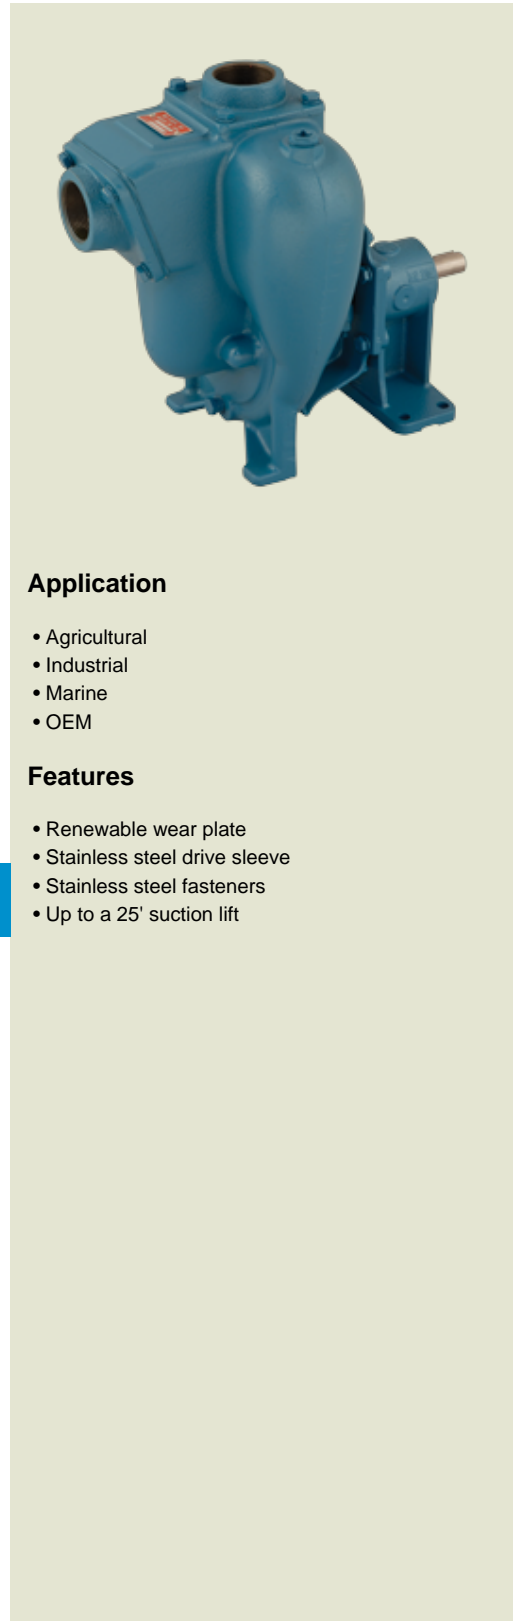 Application
• Agricultural
• Industrial
• Marine
• OEM
Features
• Renewable wear plate
• Stainless steel drive sleeve
• Stainless steel fasteners
• Up to a 25' suction lift